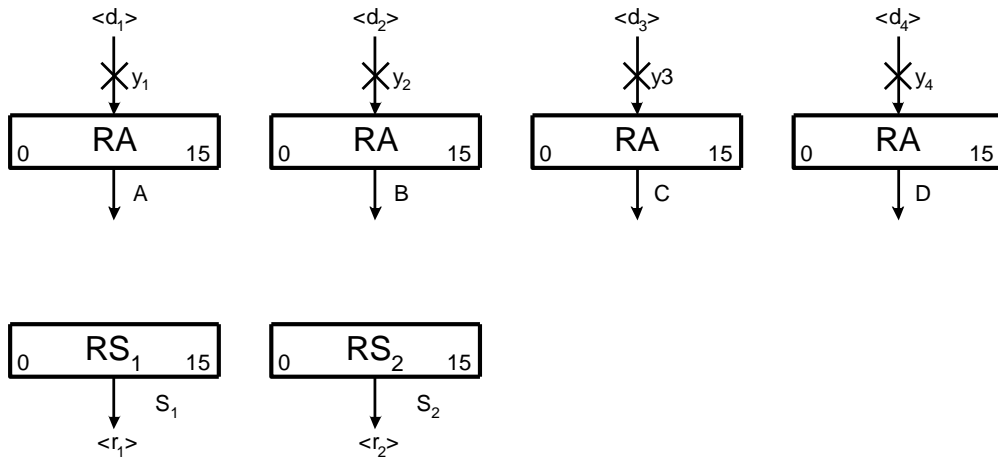 <d₁> <d₂> <d₃> <d₄>
y₁ y₂ y3 y₄
RA RA RA RA
0 15 0 15 0 15 0 15
A B C D
RS₁ RS₂
0 15 0 15
S₁ S₂
<r₁> <r₂>